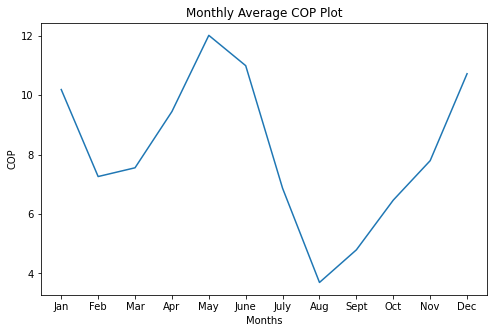 Monthly Average COP Plot
12
10
8
6
4
COP
Jan Feb Mar Apr May June July Aug Sept Oct Nov Dec
Months